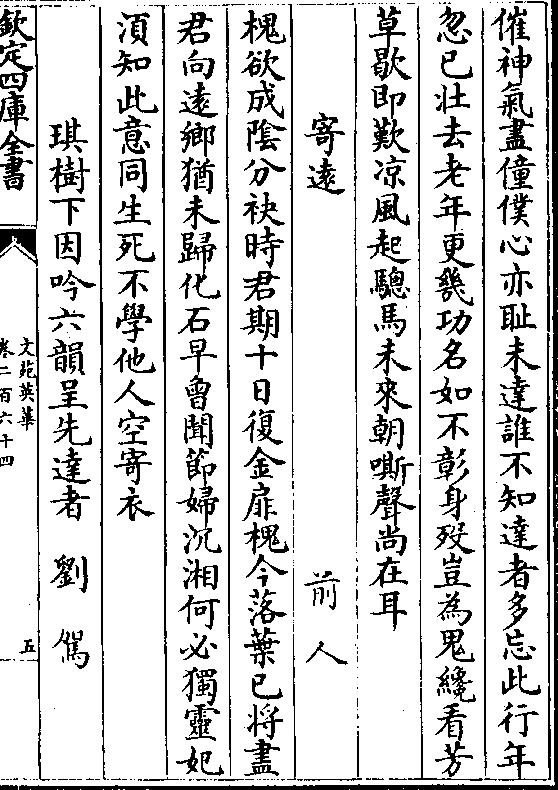 催神氣盡僮僕心亦耻未達誰不知達者多忘此行年
忽已壯去老年更㡬功名如不彰身歿豈為鬼纔看芳
草歇即歎凉風起驄馬未來朝嘶聲尚在耳
寄逺 前人
槐欲成隂分袂時君期十日復金扉槐今落葉已將盡
君向逺鄉猶未歸化石早曾聞節婦沉湘何必獨靈妃
湏知此意同生死不學他人空寄衣
琪樹下因吟六韻呈先達者 劉駕
欽定四庫全書
文苑英華
卷二百六十四
五